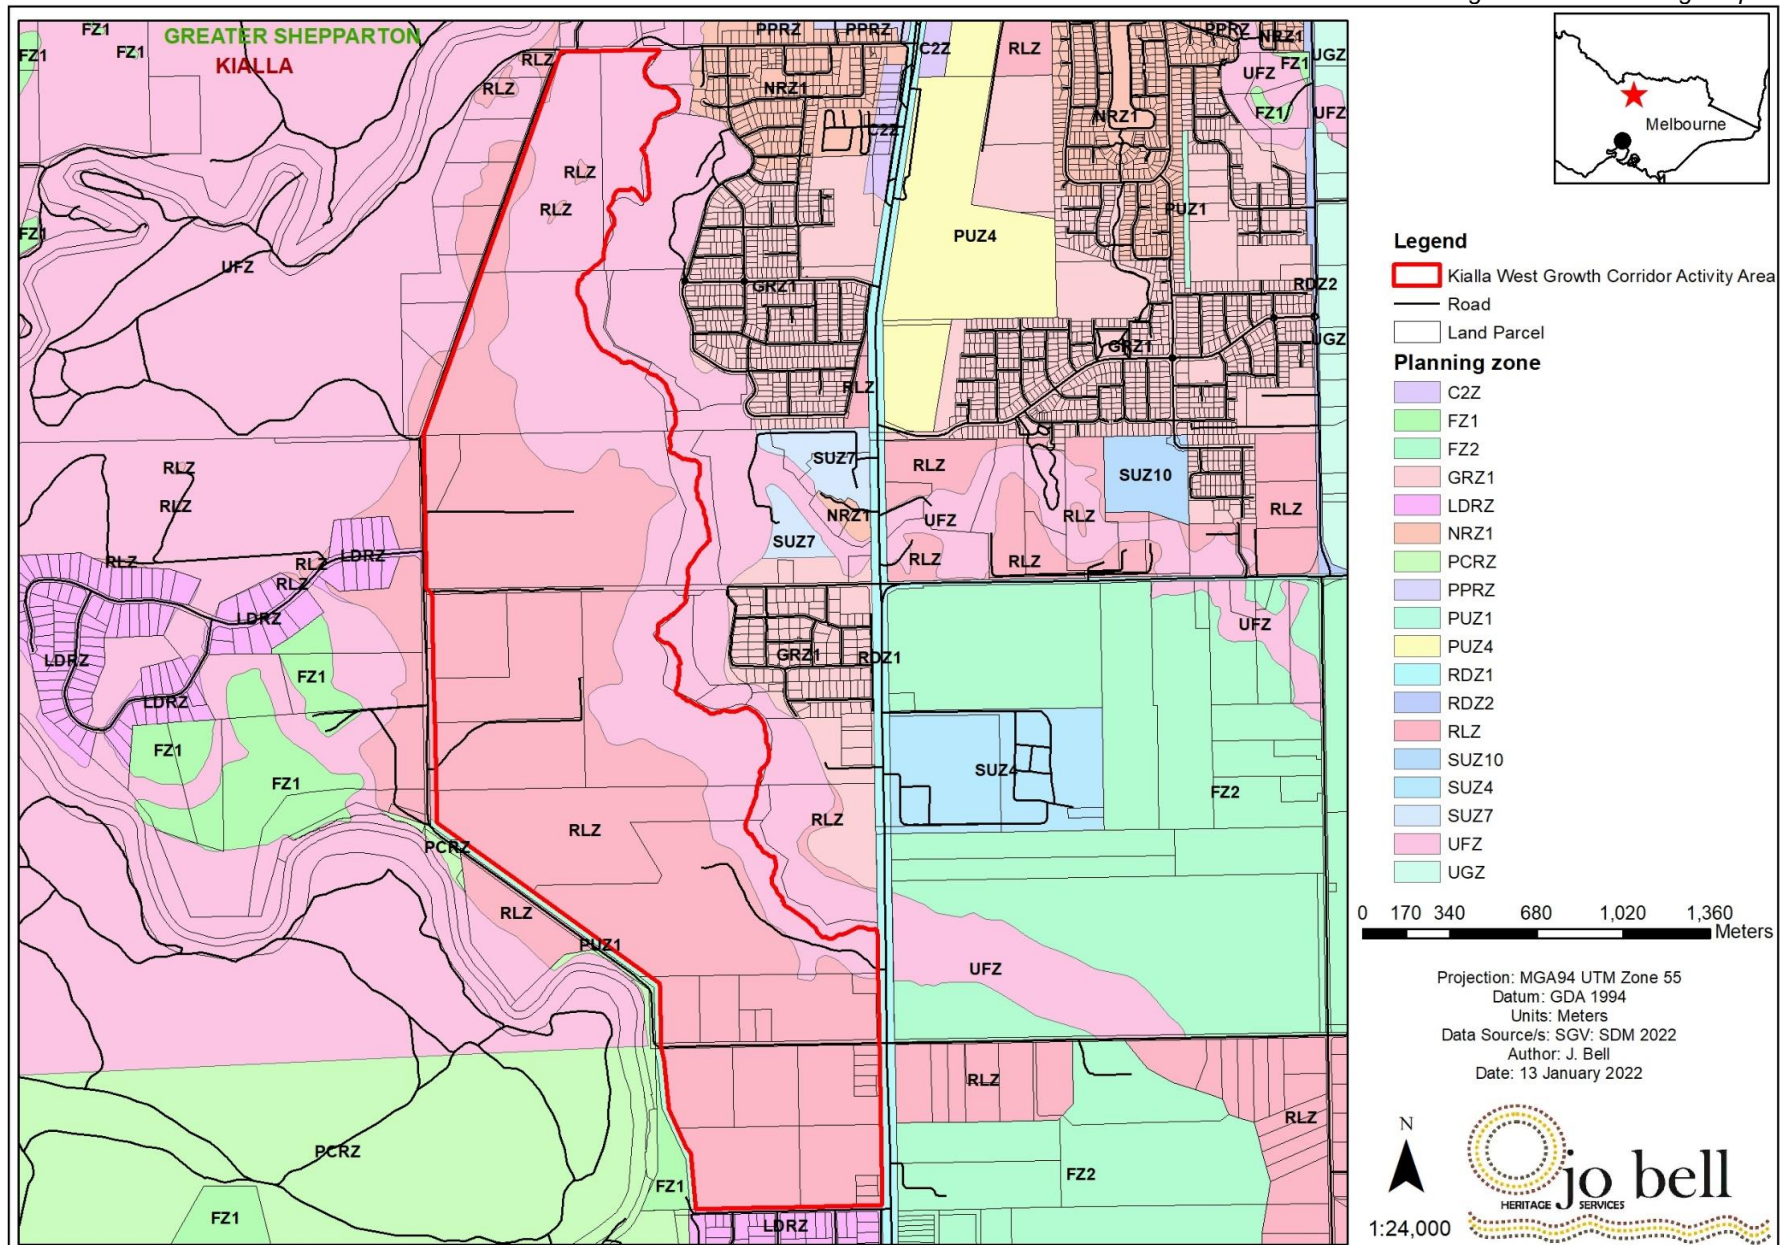 FZ1
GREATER SHEPPARTON
KIALLA
FZ1
FZ1
RLZ
RLZ
PPRZ
PPRZ
C2Z
RLZ
PPRZ
NRZ1
UGZ
FZ1
UFZ
NRZ1
FZ1
UFZ
NRZ1
C2Z
RLZ
RLZ
PUZ1
FZ1
PUZ4
UFZ
GRZ1
RDZ2
GRZ1
UGZ
RLZ
RLZ
RLZ
SUZ7
RLZ
SUZ10
NRZ1
UFZ
RLZ
RLZ
SUZ7
RLZ
RLZ
RLZ
RLZ
LDRZ
RLZ
LDRZ
UFZ
LDRZ
GRZ1
RDZ1
FZ1
LDRZ
FZ1
SUZ4
FZ1
FZ2
RLZ
RLZ
PCRZ
RLZ
PUZ1
UFZ
RLZ
RLZ
PCRZ
FZ2
FZ1
FZ1
LDRZ
Melbourne
Legend
Kialla West Growth Corridor Activity Area
Road
Land Parcel
Planning zone
C2Z
FZ1
FZ2
GRZ1
LDRZ
NRZ1
PCRZ
PPRZ
PUZ1
PUZ4
RDZ1
RDZ2
RLZ
SUZ10
SUZ4
SUZ7
UFZ
UGZ
0 170 340 680 1,020 1,360
Meters
Projection: MGA94 UTM Zone 55
Datum: GDA 1994
Units: Meters
Data Source/s: SGV: SDM 2022
Author: J. Bell
Date: 13 January 2022
N
1:24,000
jo bell
HERITAGE SERVICES